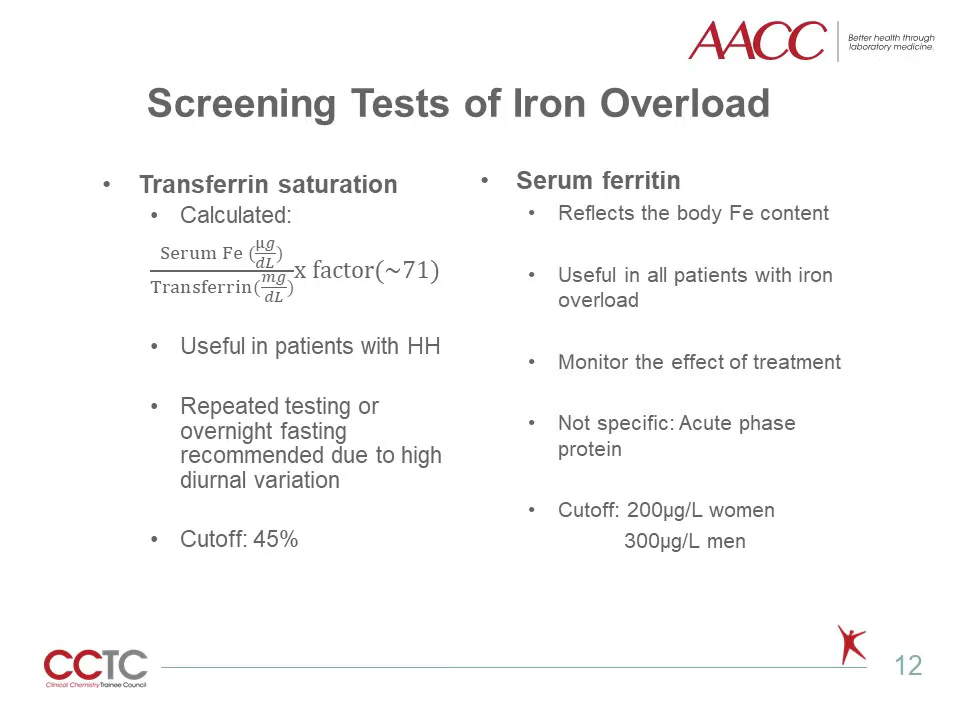 AACC
Better health through
laboratory medicine.
Screening Tests of Iron Overload
• Transferrin saturation
• Calculated:
Serum Fe (µg/dL) / Transferrin(mg/dL) x factor(~71)
• Useful in patients with HH
• Repeated testing or
overnight fasting
recommended due to high
diurnal variation
• Cutoff: 45%
• Serum ferritin
• Reflects the body Fe content
• Useful in all patients with iron
overload
• Monitor the effect of treatment
• Not specific: Acute phase
protein
• Cutoff: 200µg/L women
300µg/L men
CCTC
Clinical Chemistry Trainee Council
12